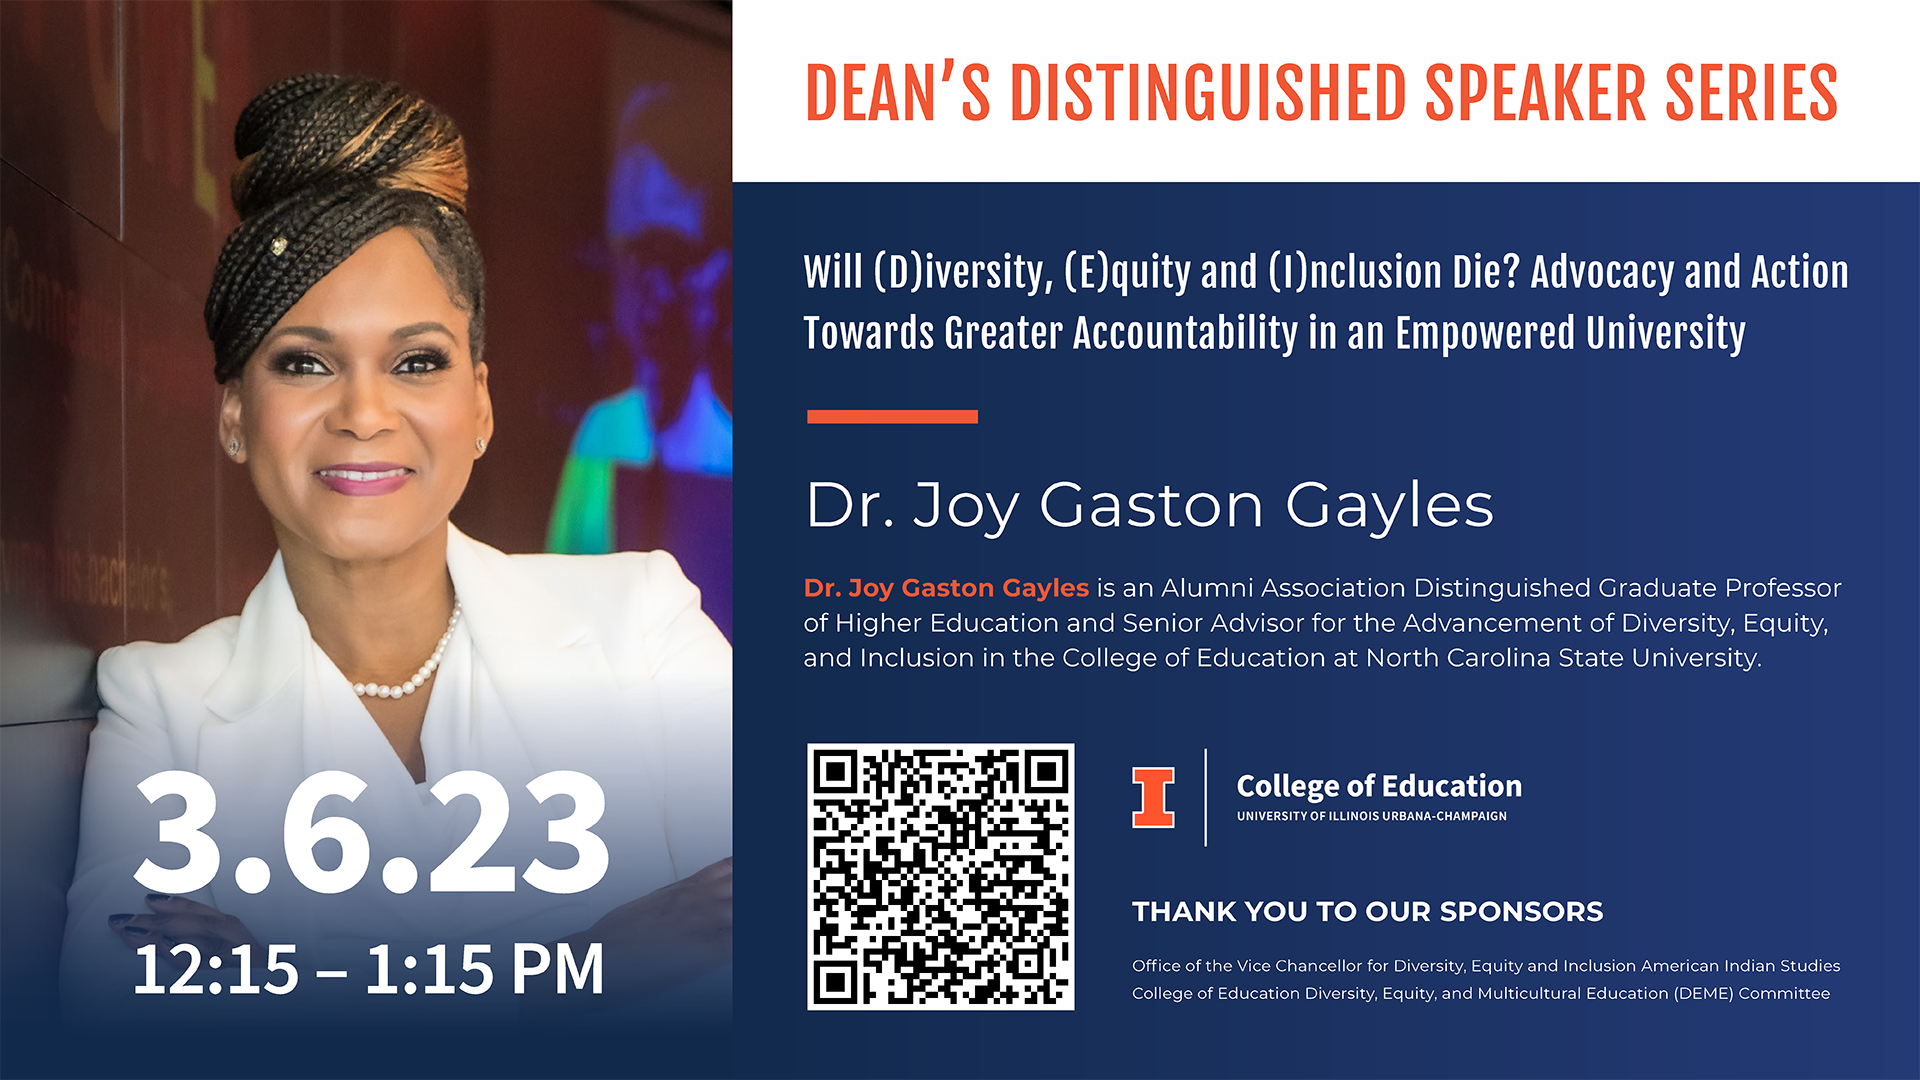 DEAN’S DISTINGUISHED SPEAKER SERIES
Will (D)iversity, (E)quity and (I)nclusion Die? Advocacy and Action
Towards Greater Accountability in an Empowered University
Dr. Joy Gaston Gayles
Dr. Joy Gaston Gayles is an Alumni Association Distinguished Graduate Professor
of Higher Education and Senior Advisor for the Advancement of Diversity, Equity,
and Inclusion in the College of Education at North Carolina State University.
3.6.23
12:15 – 1:15 PM
I
College of Education
UNIVERSITY OF ILLINOIS URBANA-CHAMPAIGN
THANK YOU TO OUR SPONSORS
Office of the Vice Chancellor for Diversity, Equity and Inclusion American Indian Studies
College of Education Diversity, Equity, and Multicultural Education (DEME) Committee
bachelor's